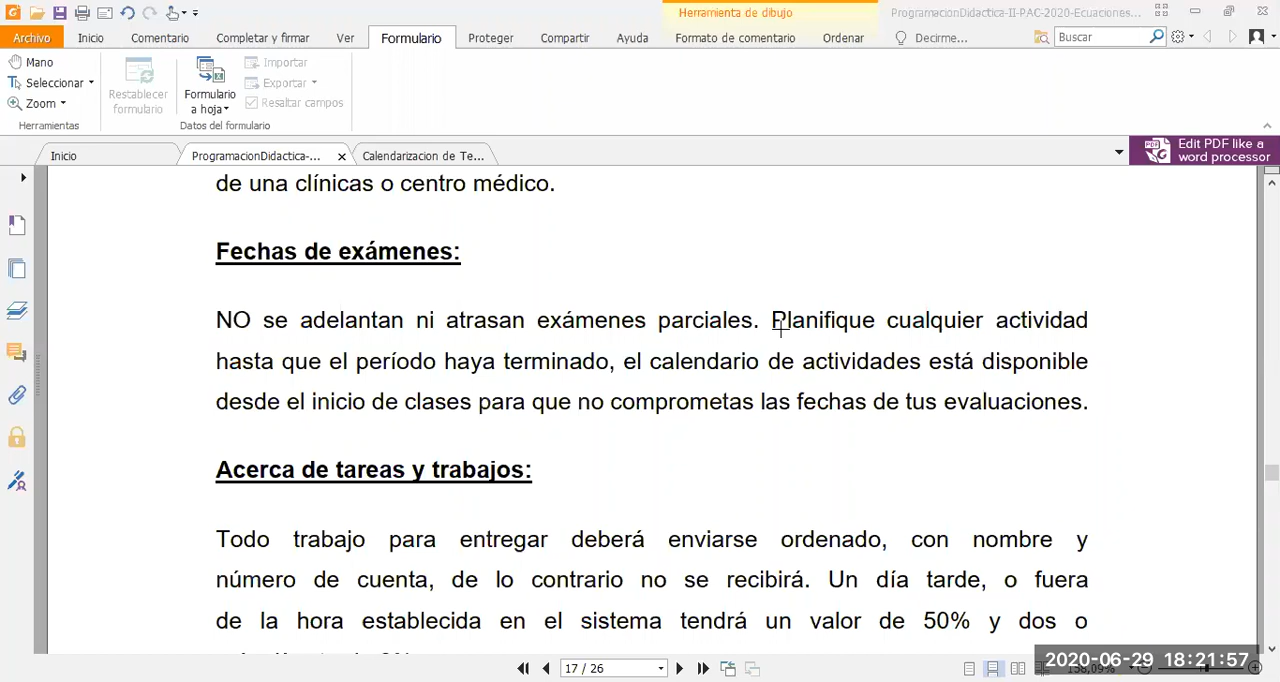 Herramienta de dibujo
ProgramacionDidactica-II-PAC-2020-Ecuaciones...
Archivo Inicio Comentario Completar y firmar Ver Formulario Proteger Compartir Ayuda Formato de comentario Ordenar Decirme... Buscar
Mano
Seleccionar
Zoom
Herramientas
Restablecer
formulario
Formulario
a hoja
Importar
Exportar
Resaltar campos
Datos del formulario
Inicio ProgramacionDidactica-... Calendarizacion de Te...
Edit PDF like a
word processor
de una clínicas o centro médico.
Fechas de exámenes:
NO se adelantan ni atrasan exámenes parciales. Planifique cualquier actividad
hasta que el período haya terminado, el calendario de actividades está disponible
desde el inicio de clases para que no comprometas las fechas de tus evaluaciones.
Acerca de tareas y trabajos:
Todo trabajo para entregar deberá enviarse ordenado, con nombre y
número de cuenta, de lo contrario no se recibirá. Un día tarde, o fuera
de la hora establecida en el sistema tendrá un valor de 50% y dos o
17 / 26
2020-06-29 18:21:57